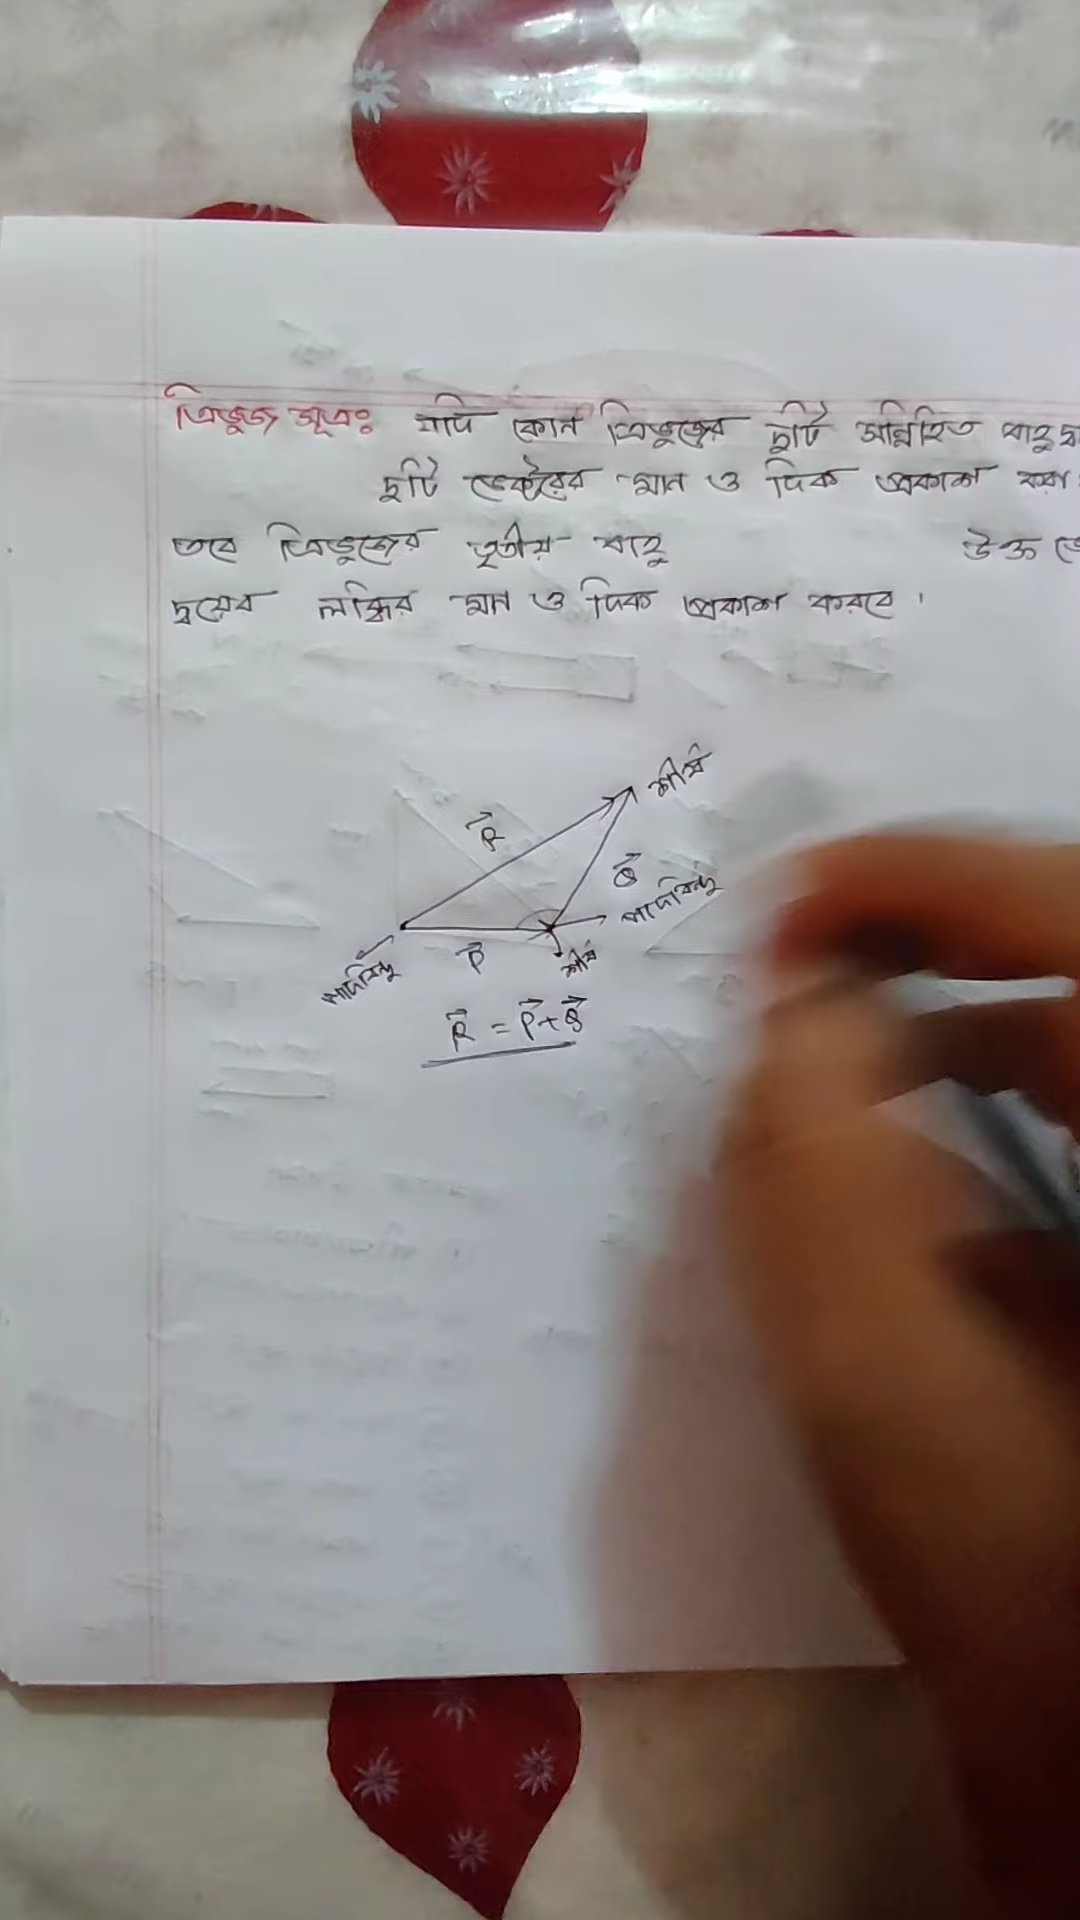 ত্রিভুজ সূত্রঃ যদি কোন ত্রিভুজের দুটি সন্নিহিত বাহু দ্ব
দুটি ভেক্টরের মান ও দিক প্রকাশ করা
তবে ত্রিভুজের তৃতীয় বাহু উক্ত ভে
দ্বয়ের লব্ধির মান ও দিক প্রকাশ করবে।
শীর্ষ
R⃗
Q⃗
পাদবিন্দু
পাদবিন্দু
P⃗
শীর্ষ
R⃗ = P⃗ + Q⃗